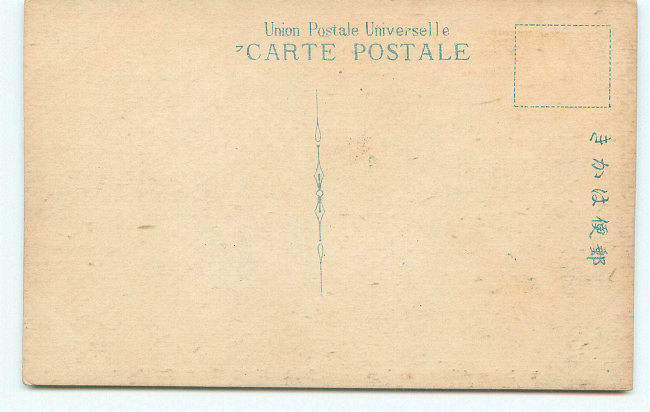 Union Postale Universelle
CARTE POSTALE
きかは便郵